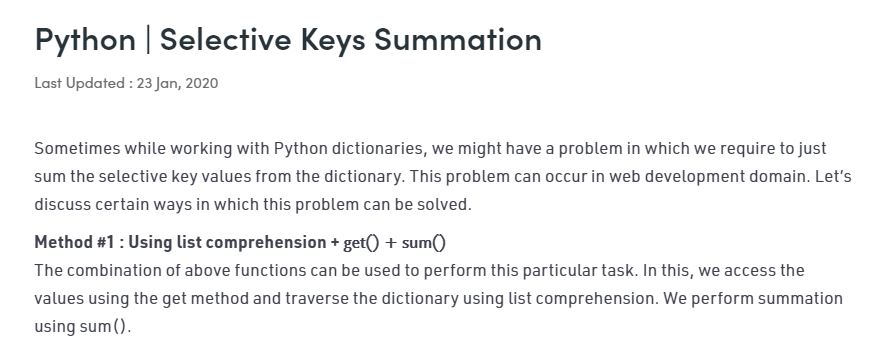 Python | Selective Keys Summation
Last Updated : 23 Jan, 2020
Sometimes while working with Python dictionaries, we might have a problem in which we require to just
sum the selective key values from the dictionary. This problem can occur in web development domain. Let’s
discuss certain ways in which this problem can be solved.
Method #1 : Using list comprehension + get() + sum()
The combination of above functions can be used to perform this particular task. In this, we access the
values using the get method and traverse the dictionary using list comprehension. We perform summation
using sum().